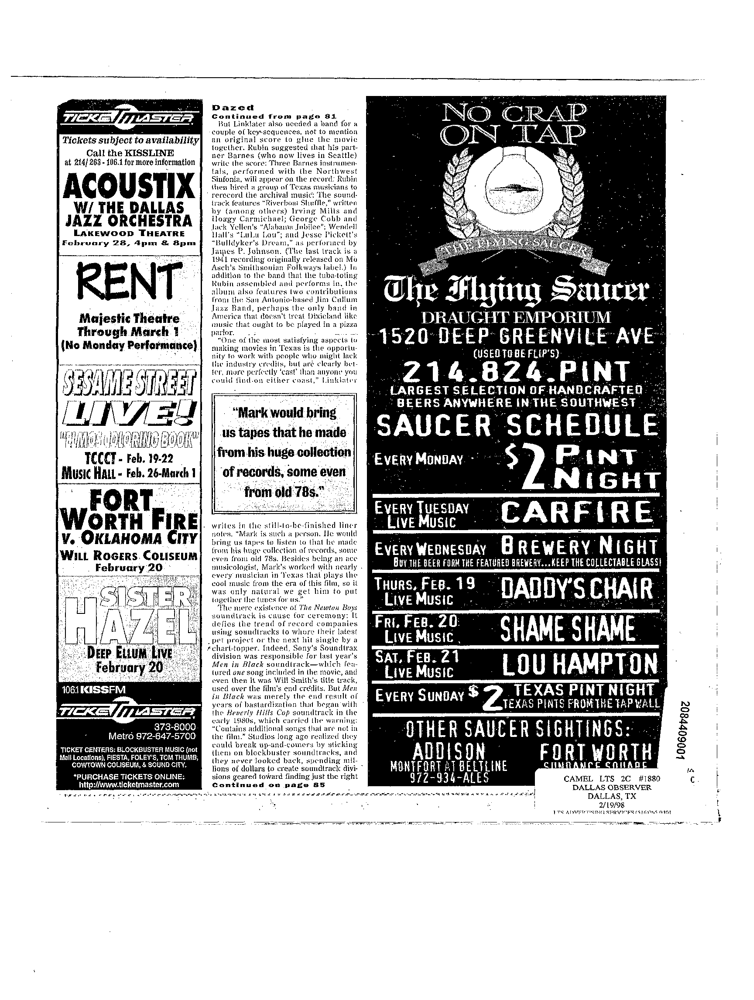 TICKETMASTER
Tickets subject to availability
Call the KISSLINE
at 214/263-106.1 for more information
ACOUSTIX
W/ THE DALLAS
JAZZ ORCHESTRA
LAKEWOOD THEATRE
February 28, 4pm & 8pm
RENT
Majestic Theatre
Through March 1
(No Monday Performance)
SESAME STREET
LIVE!
TCCCT - Feb. 19-22
MUSIC HALL - Feb. 26-March 1
FORT
WORTH FIRE
V. OKLAHOMA CITY
WILL ROGERS COLISEUM
February 20
SISTER
HAZEL
DEEP ELLUM LIVE
February 20
106.1 KISSFM
TICKETMASTER
373-8000
Metro 972-647-5700
TICKET CENTERS: BLOCKBUSTER MUSIC (not
Mall Locations), FIESTA, FOLEY'S, TOM THUMB,
COWTOWN COLISEUM, & SOUND CITY.
*PURCHASE TICKETS ONLINE:
http://www.ticketmaster.com
Dazed
Continued from page 81
But Linklater also needed a band for a
couple of key sequences, not to mention
an original score to glue the movie
together. Rubin suggested that his part-
ner Barnes (who now lives in Seattle)
write the score: Three Barnes instrumen-
tals, performed with the Northwest
Sinfonia, will appear on the record. Rubin
then hired a group of Texas musicians to
rerecord the archival music: The sound-
track features "Riverboat Shuffle," written
by (among others) Irving Mills and
Hoagy Carmichael; George Cobb and
Jack Yellen's "Alabama Jubilee"; Wendell
Hall's "LuLu Lou"; and Jesse Pickett's
"Bulldyker's Dream," as performed by
James P. Johnson. (The last track is a
1941 recording originally released on Mo
Asch's Smithsonian Folkways label.) In
addition to the band that the tuba-toting
Rubin assembled and performs in, the
album also features two contributions
from the San Antonio-based Jim Cullum
Jazz Band, perhaps the only band in
America that doesn't treat Dixieland like
music that ought to be played in a pizza
parlor.
"One of the most satisfying aspects to
making movies in Texas is the opportu-
nity to work with people who might lack
the industry credits, but are clearly bet-
ter, more perfectly 'cast' than anyone you
could find on either coast," Linklater
"Mark would bring
us tapes that he made
from his huge collection
of records, some even
from old 78s."
writes in the still-to-be-finished liner
notes. "Mark is such a person. He would
bring us tapes to listen to that he made
from his huge collection of records, some
even from old 78s. Besides being an ace
musicologist, Mark's worked with nearly
every musician in Texas that plays the
cool music from the era of this film, so it
was only natural we get him to put
together the tunes for us."
The mere existence of The Newton Boys
soundtrack is cause for ceremony: It
defies the trend of record companies
using soundtracks to whore their latest
pet project or the next hit single by a
chart-topper. Indeed, Sony's Soundtrax
division was responsible for last year's
Men in Black soundtrack—which fea-
tured one song included in the movie, and
even then it was Will Smith's title track,
used over the film's end credits. But Men
In Black was merely the end result of
years of bastardization that began with
the Beverly Hills Cop soundtrack in the
early 1980s, which carried the warning:
"Contains additional songs that are not in
the film." Studios long ago realized they
could break up-and-comers by sticking
them on blockbuster soundtracks, and
they never looked back, spending mil-
lions of dollars to create soundtrack divi-
sions geared toward finding just the right
Continued on page 85
NO CRAP
ON TAP
THE FLYING SAUCER
The Flying Saucer
DRAUGHT EMPORIUM
1520 DEEP GREENVILE AVE
(USED TO BE FLIP'S)
214.824.PINT
LARGEST SELECTION OF HANDCRAFTED
BEERS ANYWHERE IN THE SOUTHWEST
SAUCER SCHEDULE
EVERY MONDAY $2 PINT NIGHT
EVERY TUESDAY
LIVE MUSIC
CARFIRE
EVERY WEDNESDAY BREWERY NIGHT
BUY THE BEER FORM THE FEATURED BREWERY...KEEP THE COLLECTABLE GLASS!
THURS, FEB. 19
LIVE MUSIC
DADDY'S CHAIR
FRI, FEB. 20
LIVE MUSIC
SHAME SHAME
SAT, FEB. 21
LIVE MUSIC
LOU HAMPTON
EVERY SUNDAY $2 TEXAS PINT NIGHT
TEXAS PINTS FROM THE TAP WALL
OTHER SAUCER SIGHTINGS:
ADDISON
MONTFORT AT BELTLINE
972-934-ALES
FORT WORTH
SUNDANCE SQUARE
CAMEL LTS 2C #1880
DALLAS OBSERVER
DALLAS, TX
2/19/98
2084409001